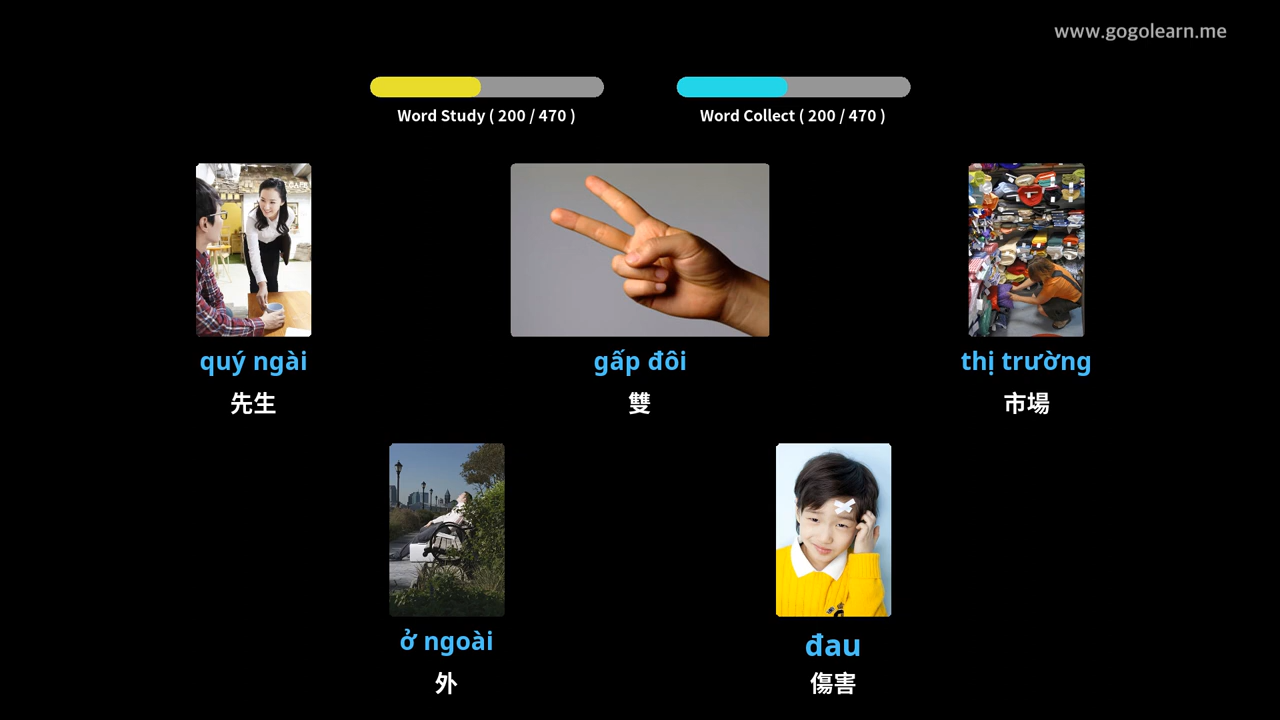 www.gogolearn.me
Word Study ( 200 / 470 )
Word Collect ( 200 / 470 )
quý ngài
gấp đôi
thị trường
先生
雙
市場
ở ngoài
đau
外
傷害